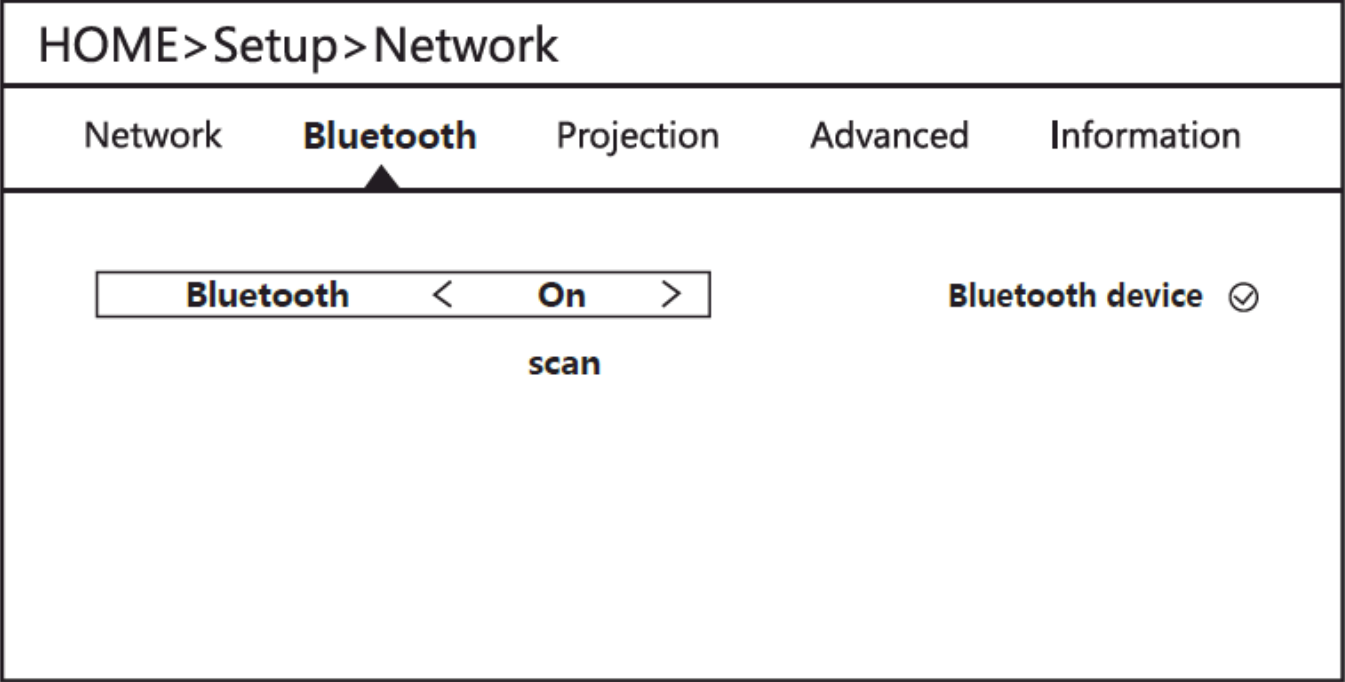 HOME>Setup>Network
Network Bluetooth Projection Advanced Information
Bluetooth < On > Bluetooth device
scan